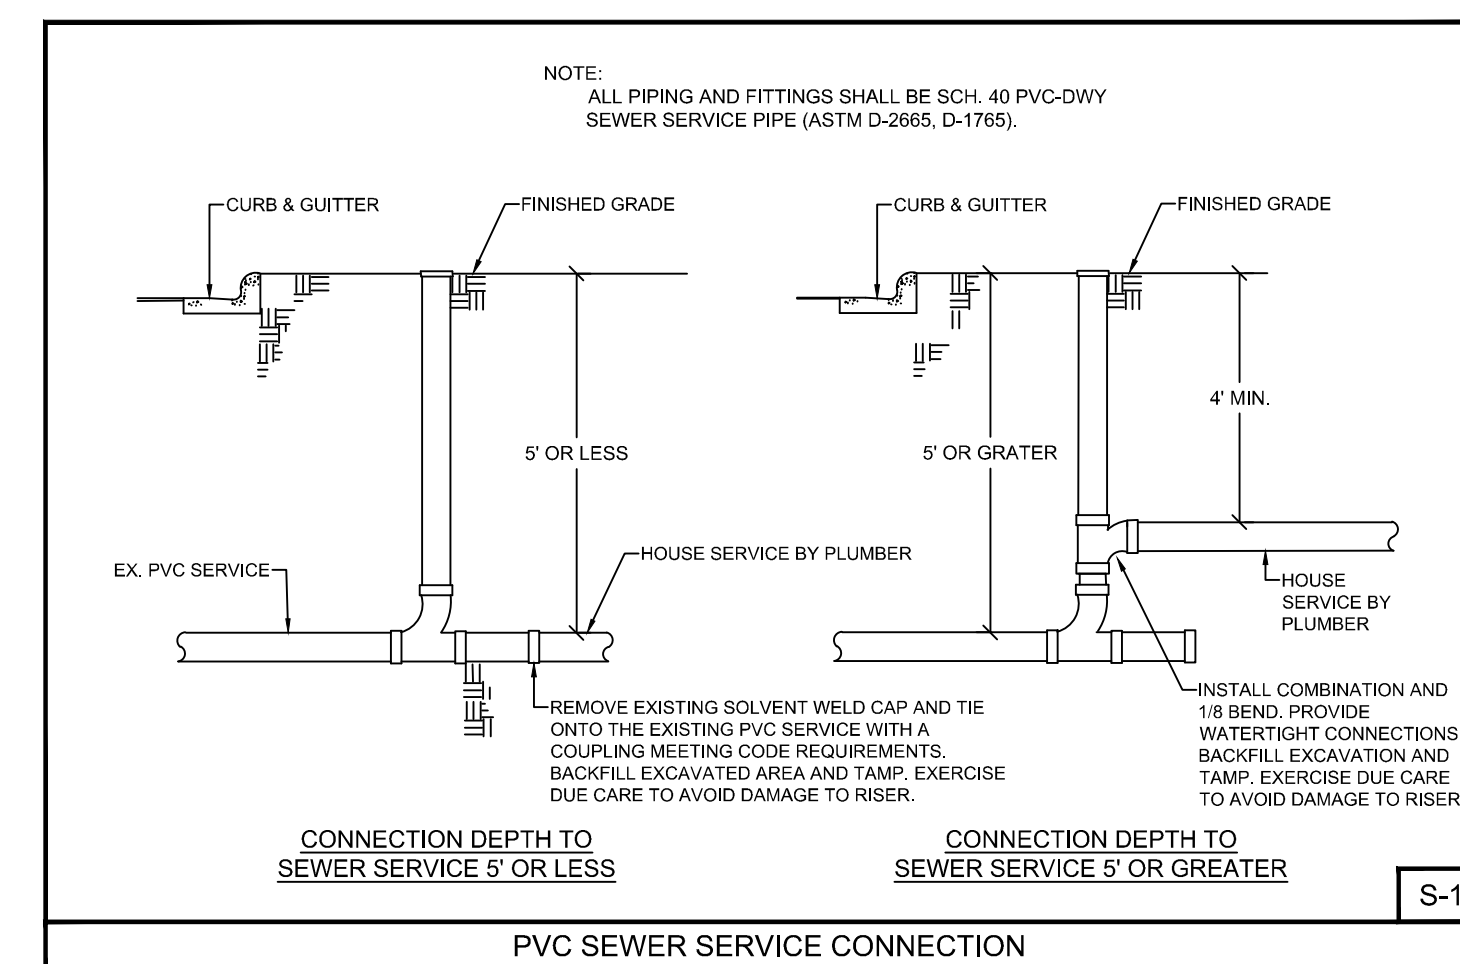 NOTE:
ALL PIPING AND FITTINGS SHALL BE SCH. 40 PVC-DWY
SEWER SERVICE PIPE (ASTM D-2665, D-1765).
CURB & GUITTER
FINISHED GRADE
5' OR LESS
EX. PVC SERVICE
HOUSE SERVICE BY PLUMBER
REMOVE EXISTING SOLVENT WELD CAP AND TIE
ONTO THE EXISTING PVC SERVICE WITH A
COUPLING MEETING CODE REQUIREMENTS.
BACKFILL EXCAVATED AREA AND TAMP. EXERCISE
DUE CARE TO AVOID DAMAGE TO RISER.
CONNECTION DEPTH TO
SEWER SERVICE 5' OR LESS
CURB & GUITTER
FINISHED GRADE
4' MIN.
5' OR GRATER
HOUSE
SERVICE BY
PLUMBER
INSTALL COMBINATION AND
1/8 BEND. PROVIDE
WATERTIGHT CONNECTIONS
BACKFILL EXCAVATION AND
TAMP. EXERCISE DUE CARE
TO AVOID DAMAGE TO RISER
CONNECTION DEPTH TO
SEWER SERVICE 5' OR GREATER
S-1
PVC SEWER SERVICE CONNECTION